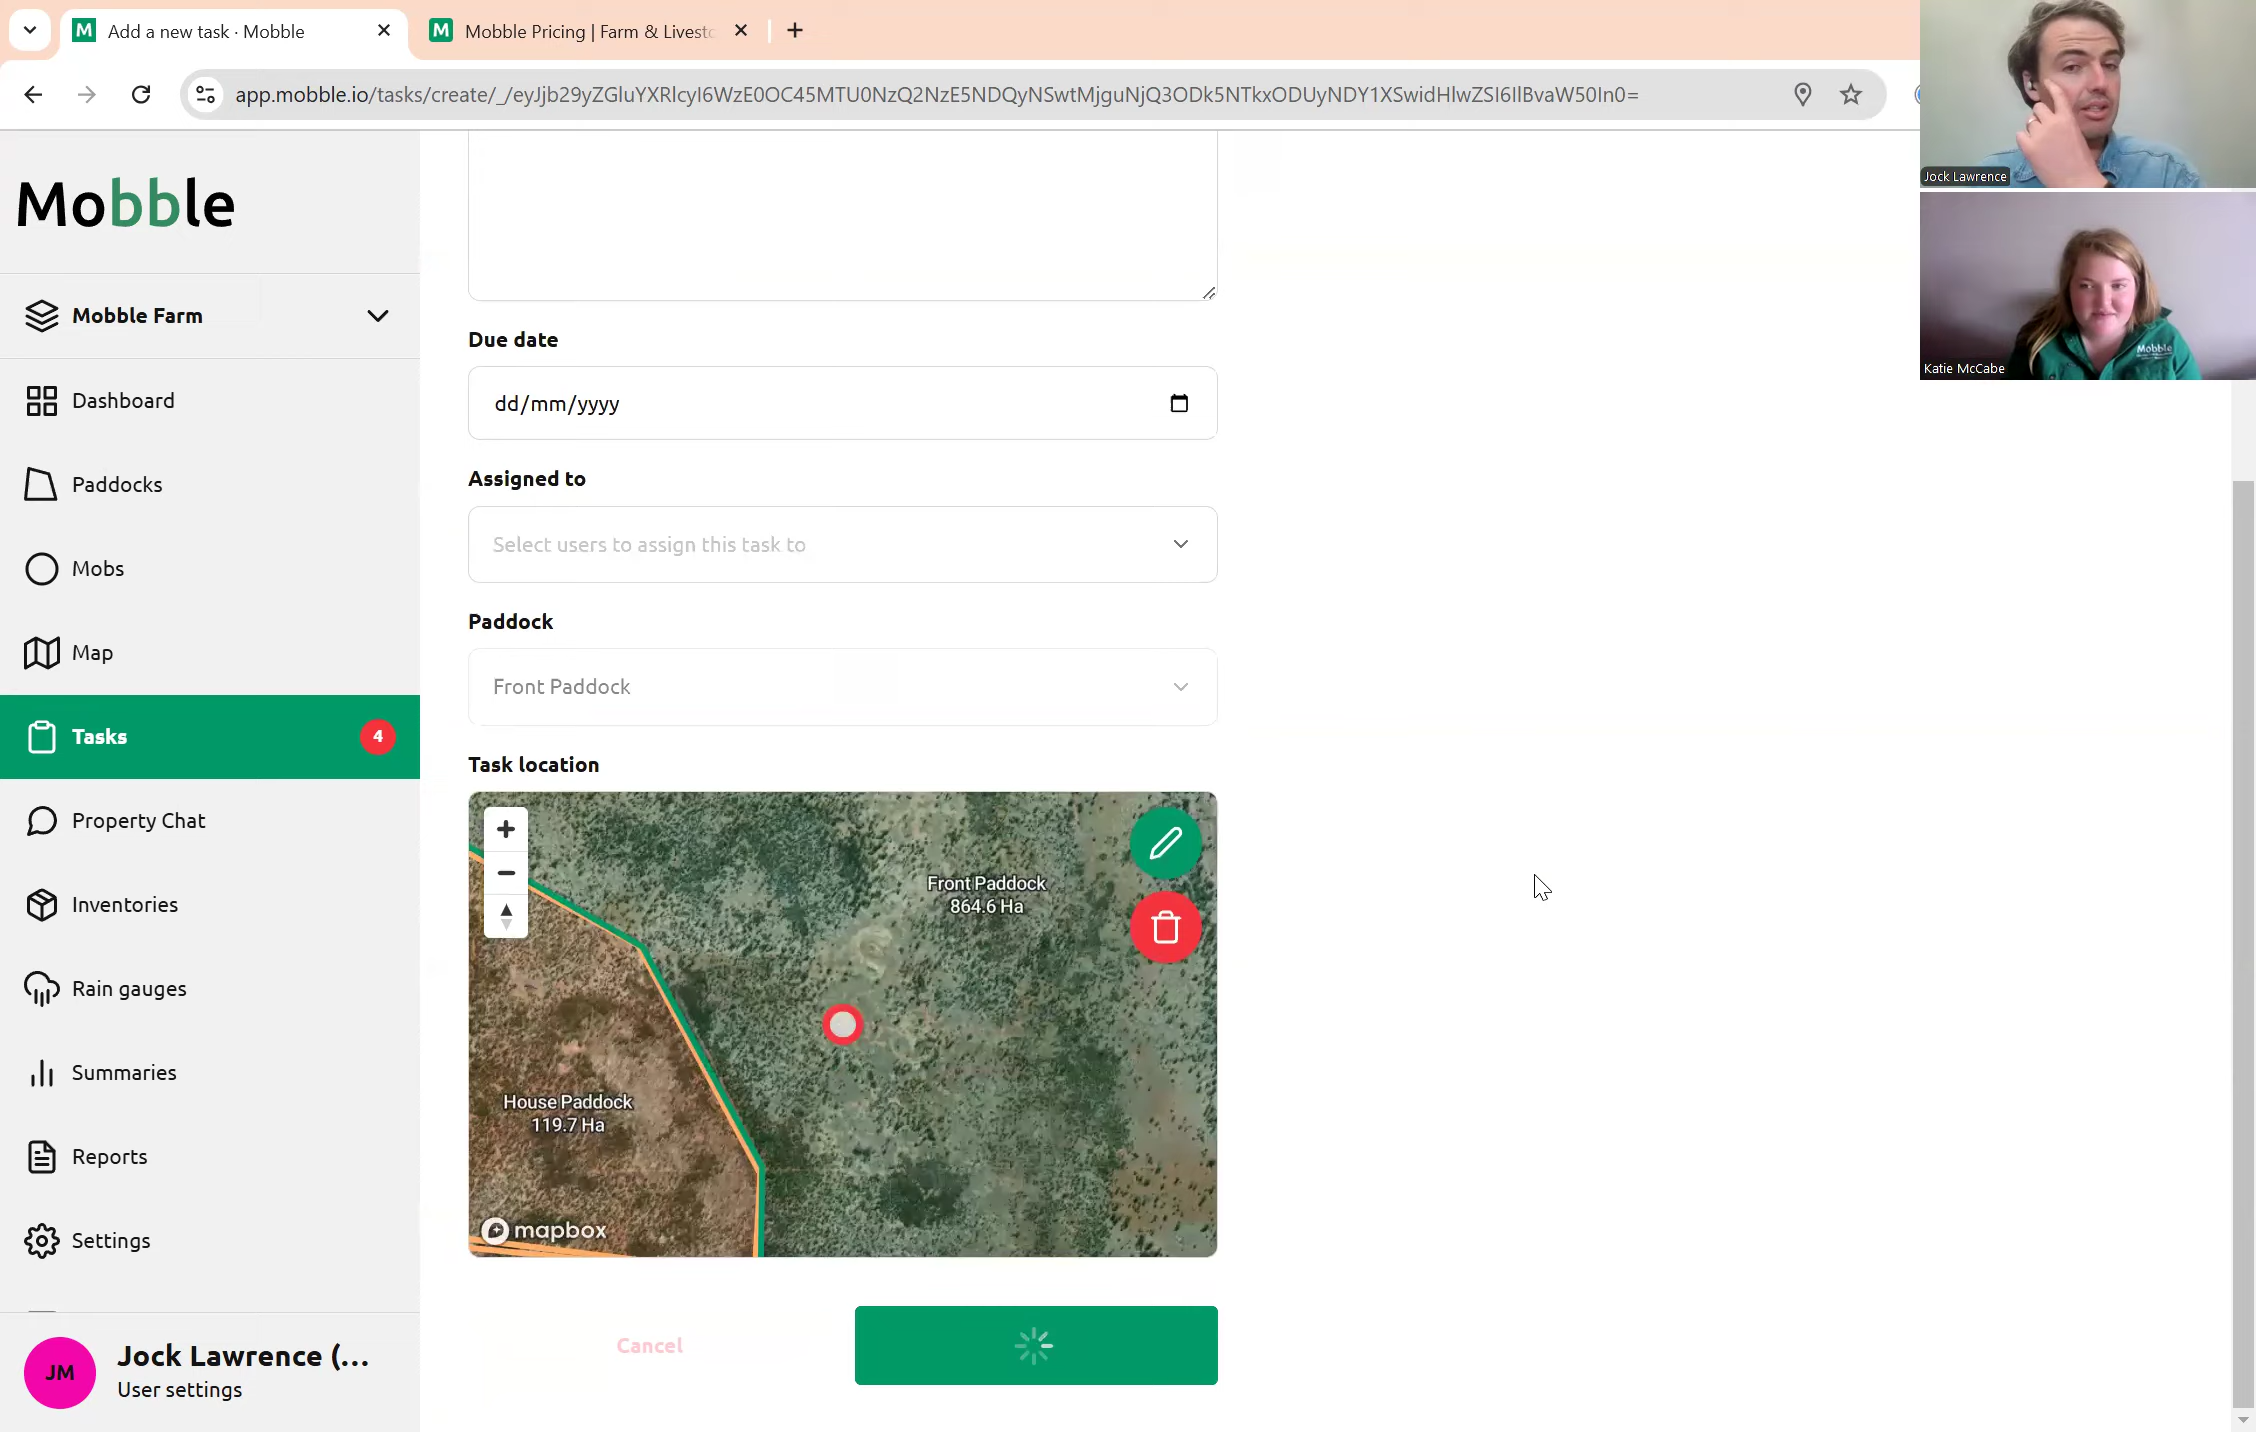 Add a new task · Mobble
Mobble Pricing | Farm & Livesto
app.mobble.io/tasks/create/_/eyJjb29yZGluYXRlcyI6WzE0OC45MTU0NzQ2NzE5NDQyNSwtMjguNjQ3ODk5NTkxODUyNDY1XSwidHlwZSI6IlBvaW50In0=
Jock Lawrence
Mobble
Katie McCabe
Mobble
Mobble Farm
Dashboard
Paddocks
Mobs
Map
Tasks
4
Property Chat
Inventories
Rain gauges
Summaries
Reports
Settings
JM
Jock Lawrence (...
User settings
Due date
dd/mm/yyyy
Assigned to
Select users to assign this task to
Paddock
Front Paddock
Task location
Front Paddock
864.6 Ha
House Paddock
119.7 Ha
mapbox
Cancel